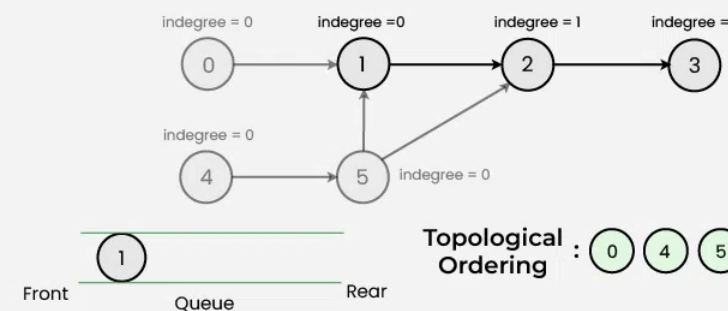 indegree = 0
indegree =0
indegree = 1
indegree =
0
1
2
3
indegree = 0
4
5
indegree = 0
1
Front
Queue
Rear
Topological
Ordering
:
0
4
5